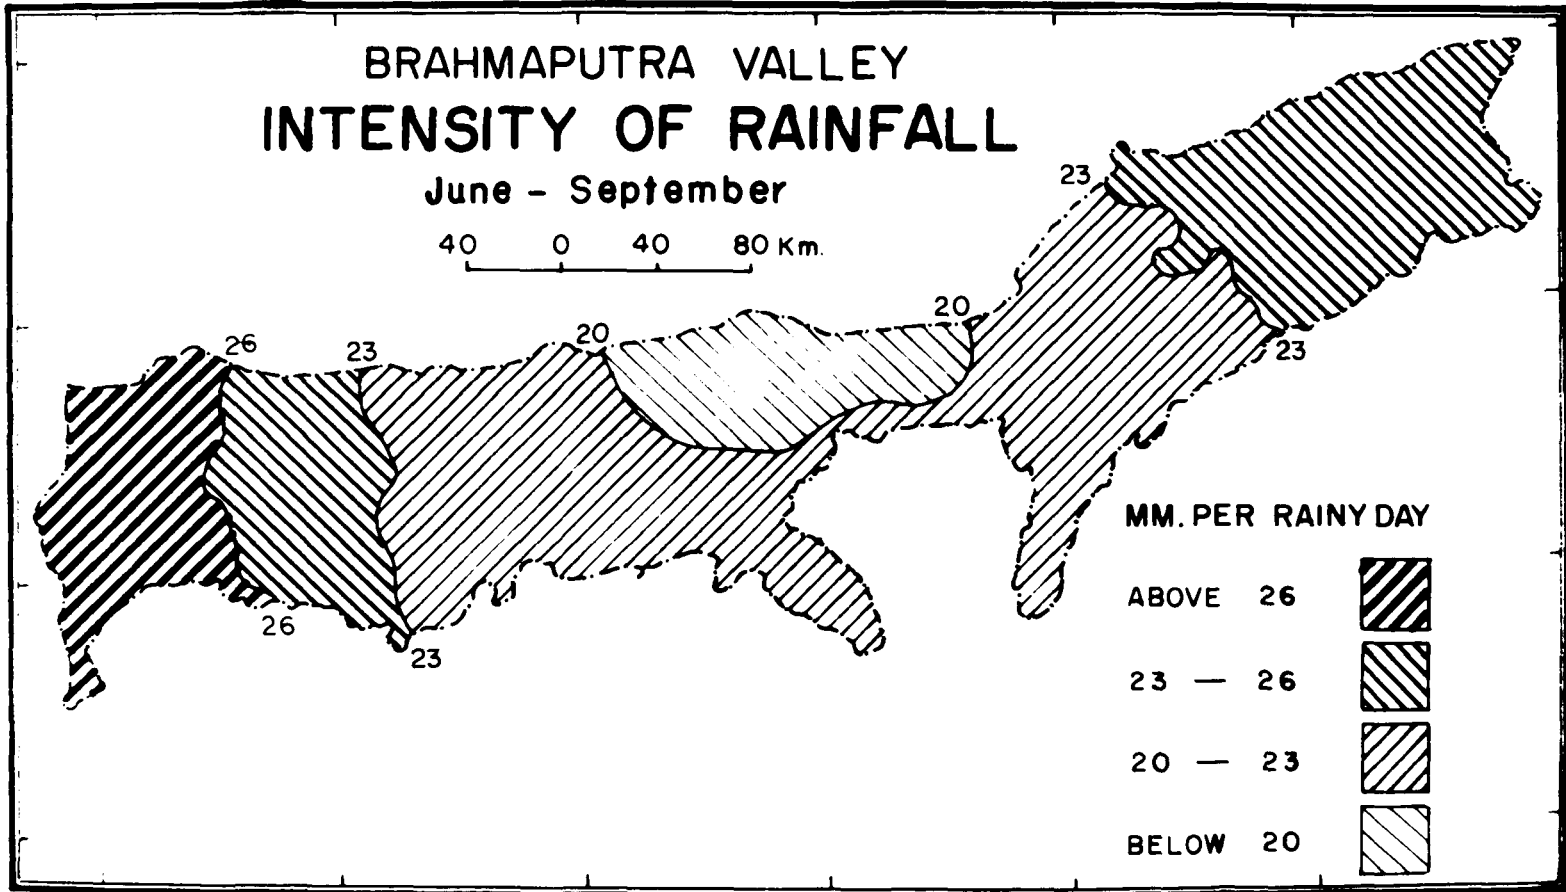 BRAHMAPUTRA VALLEY
INTENSITY OF RAINFALL
June – September
40 0 40 80 Km.
23
20
20
26
23
23
26
23
MM. PER RAINY DAY
ABOVE 26
23 — 26
20 — 23
BELOW 20